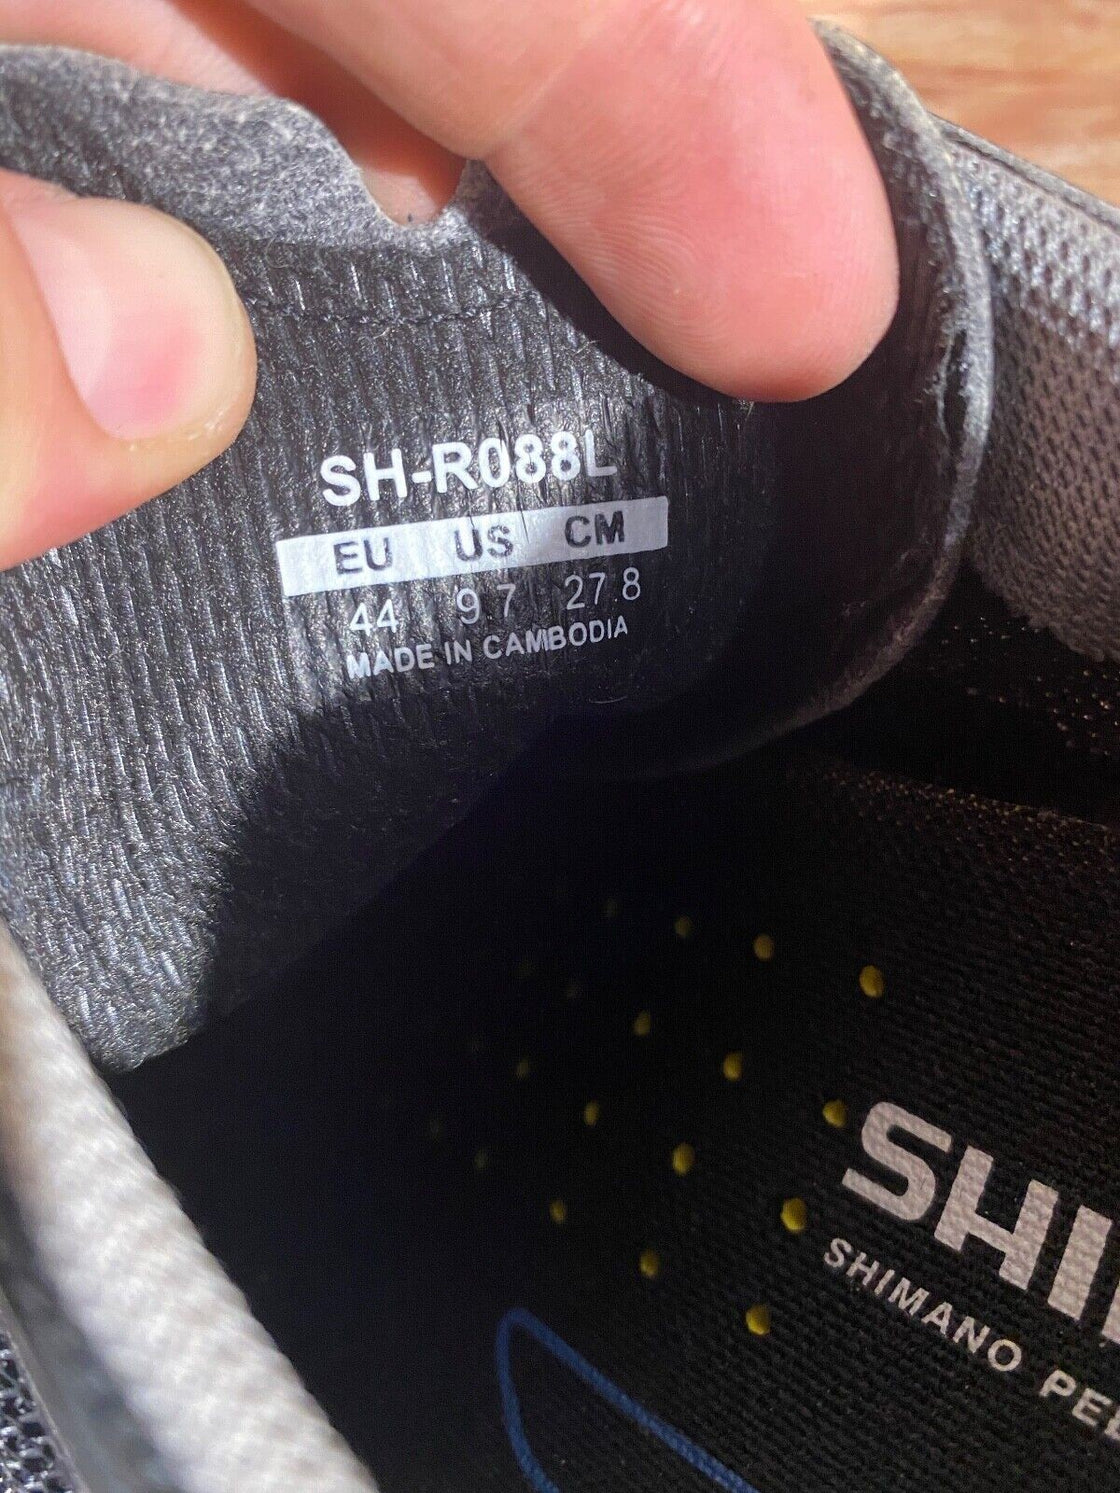 SH-R088L
EU US CM
44 9.7 27.8
MADE IN CAMBODIA
SHI
SHIMANO PE